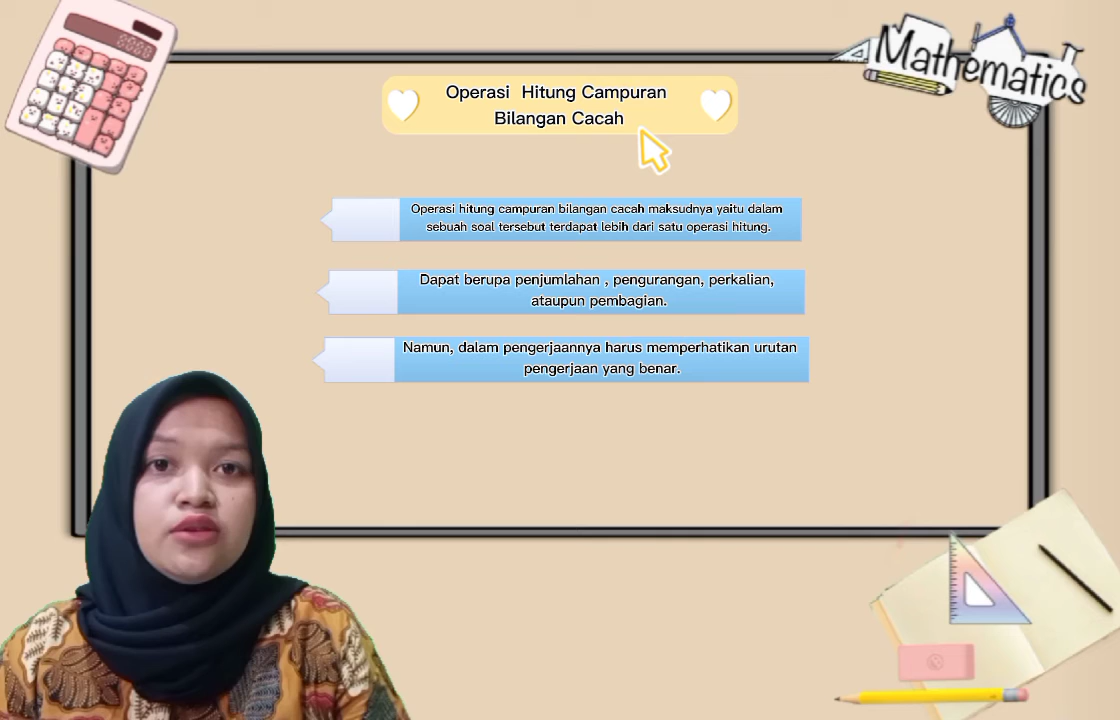 Mathematics
Operasi Hitung Campuran
Bilangan Cacah
Operasi hitung campuran bilangan cacah maksudnya yaitu dalam
sebuah soal tersebut terdapat lebih dari satu operasi hitung.
Dapat berupa penjumlahan , pengurangan, perkalian,
ataupun pembagian.
Namun, dalam pengerjaannya harus memperhatikan urutan
pengerjaan yang benar.